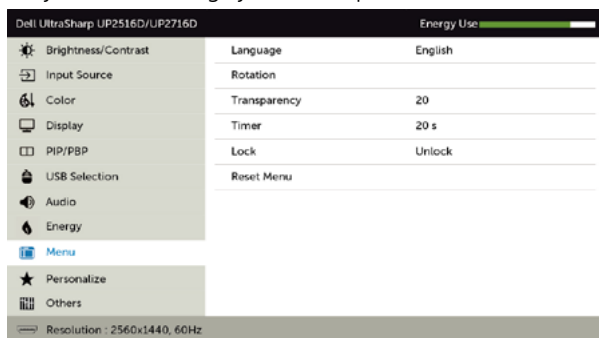 Dell UltraSharp UP2516D/UP2716D Energy Use
Brightness/Contrast Language English
Input Source Rotation
Color Transparency 20
Display Timer 20 s
PIP/PBP Lock Unlock
USB Selection Reset Menu
Audio
Energy
Menu
Personalize
Others
Resolution : 2560x1440, 60Hz